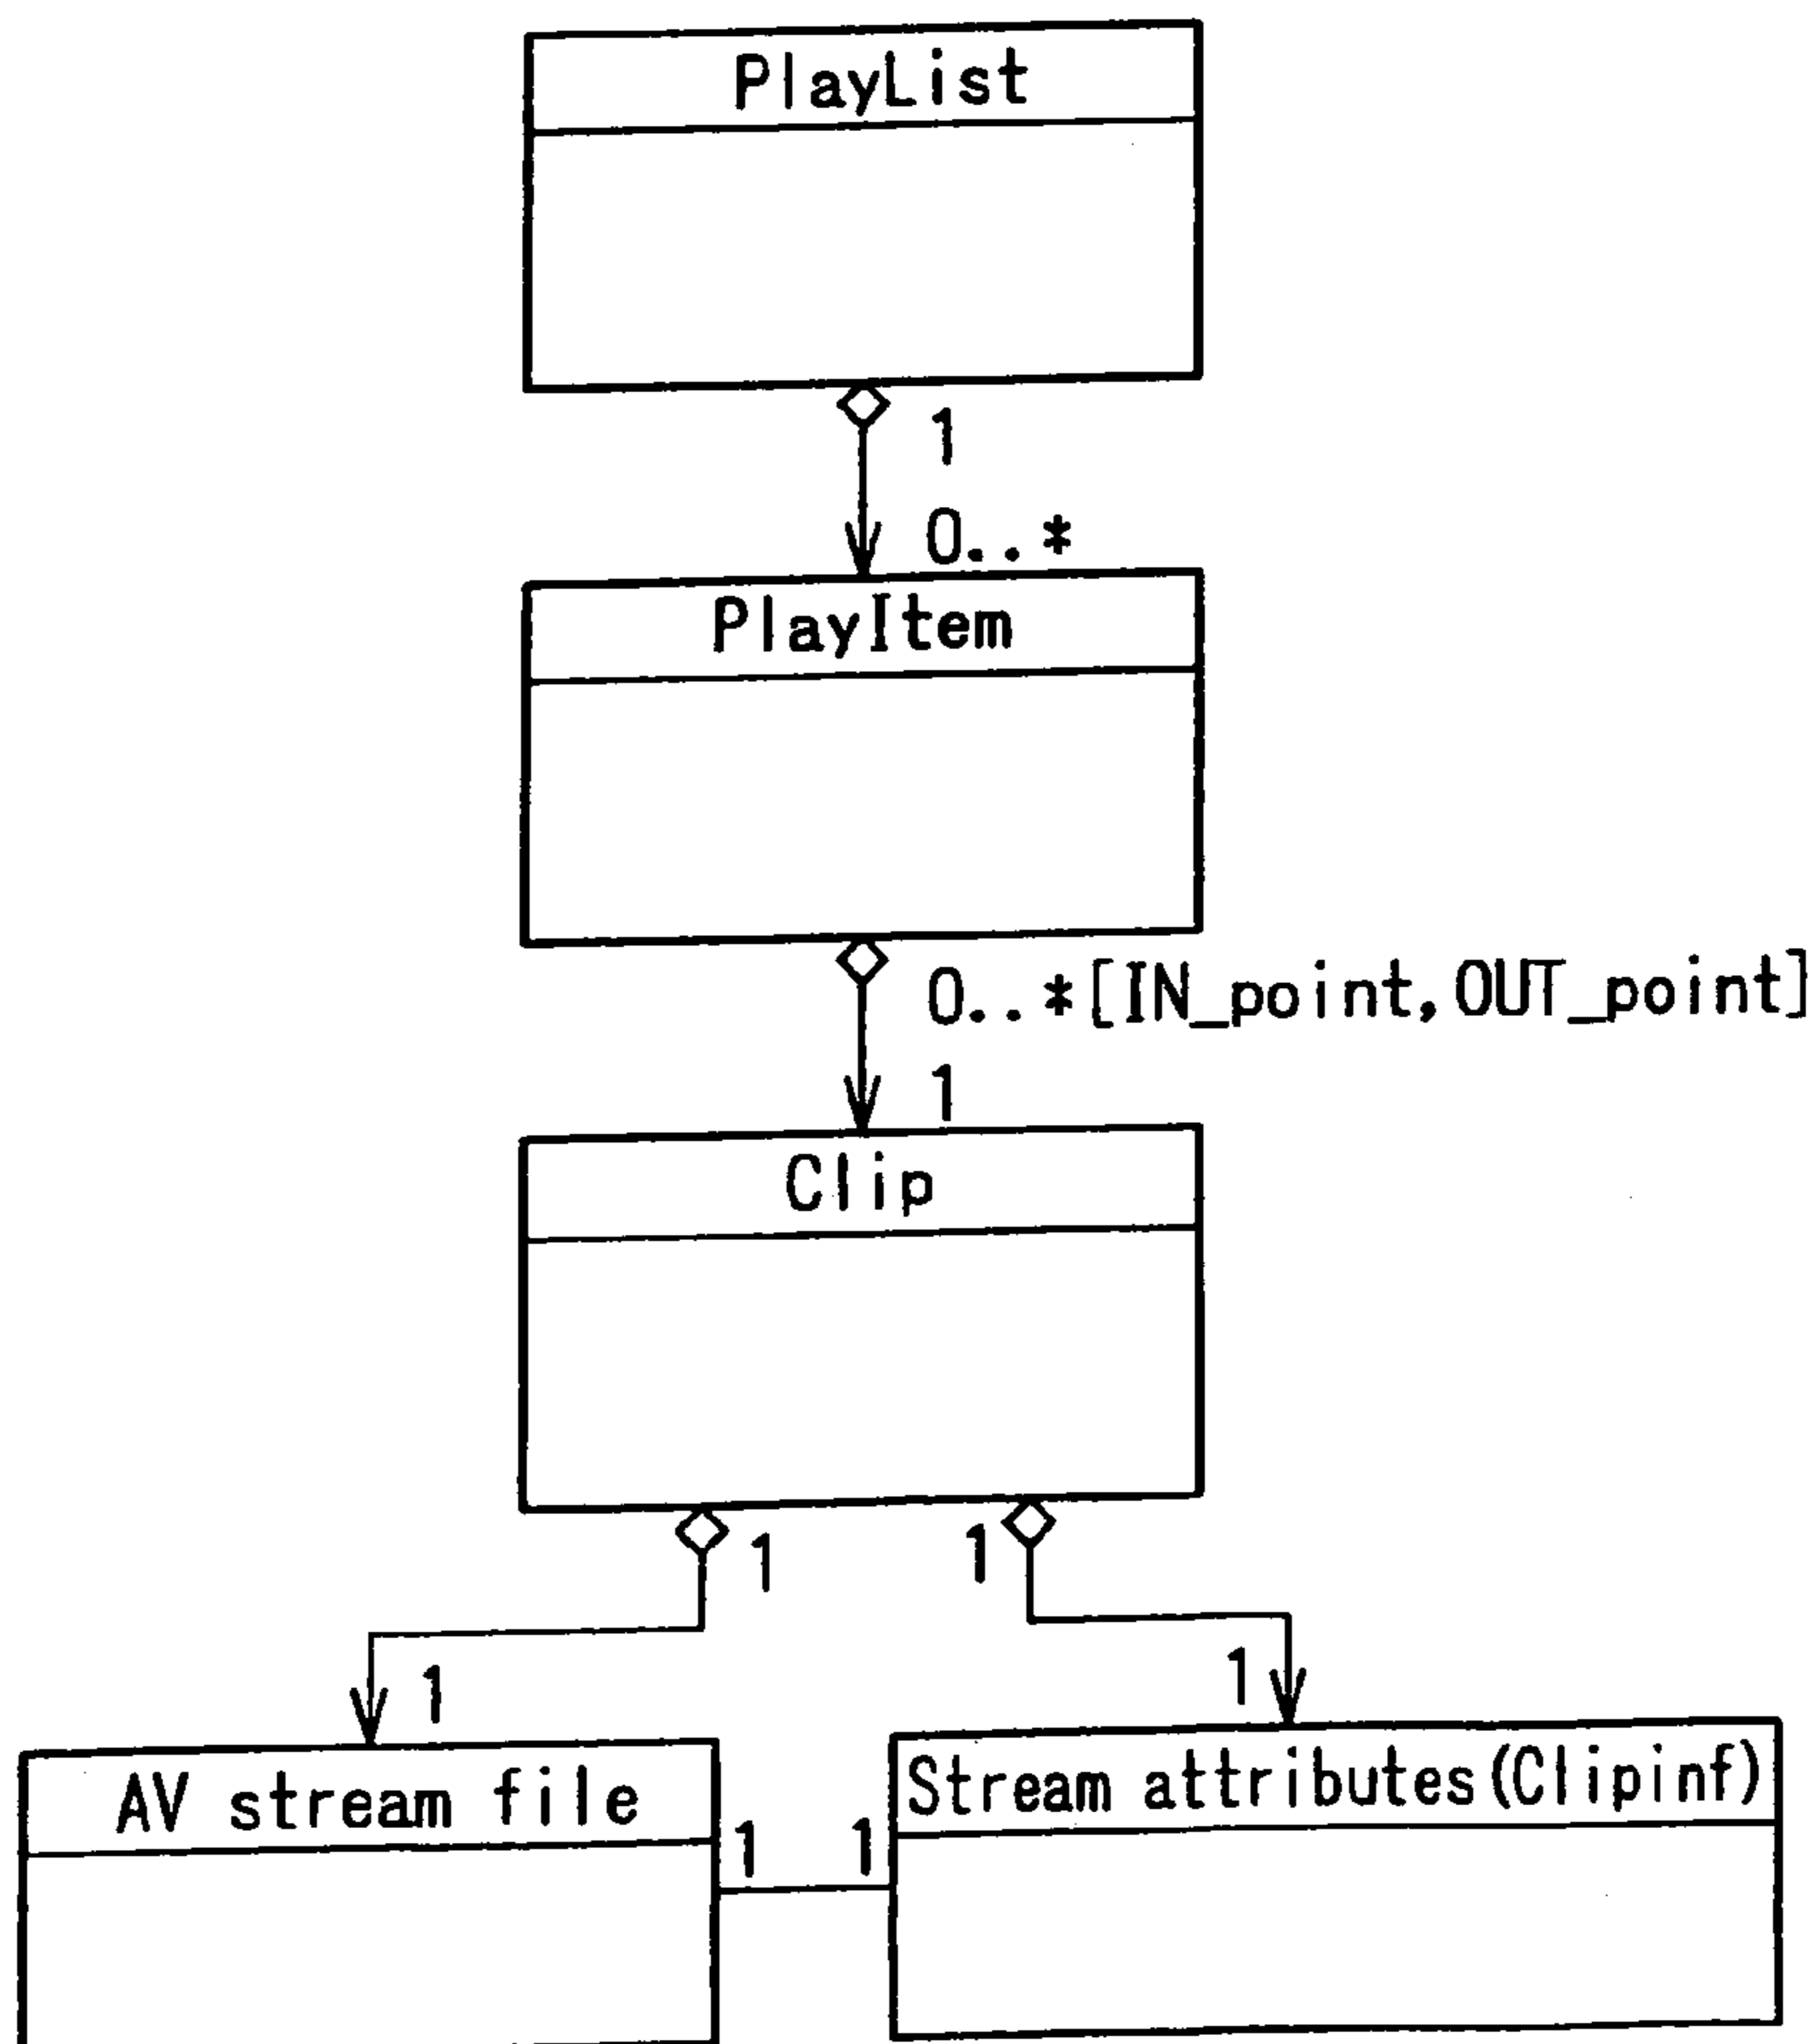 PlayList
1
0..*
PlayItem
0..*[IN_point,OUT_point]
1
Clip
1 1
1 1
AV stream file Stream attributes(Clipinf)
1 1